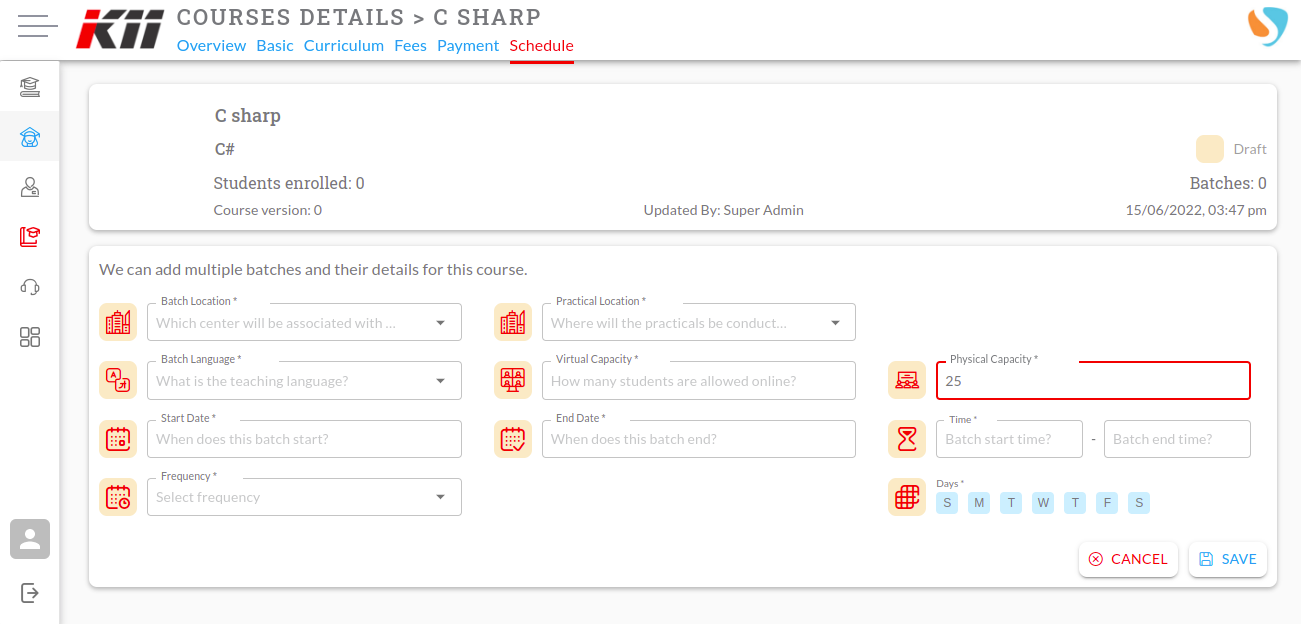 KTI
COURSES DETAILS > C SHARP
Overview Basic Curriculum Fees Payment Schedule
C sharp
C#
Draft
Students enrolled: 0
Batches: 0
Course version: 0
Updated By: Super Admin
15/06/2022, 03:47 pm
We can add multiple batches and their details for this course.
Batch Location *
Which center will be associated with ...
Practical Location *
Where will the practicals be conduct...
Batch Language *
What is the teaching language?
Virtual Capacity *
How many students are allowed online?
Physical Capacity *
25
Start Date *
When does this batch start?
End Date *
When does this batch end?
Time *
Batch start time? - Batch end time?
Frequency *
Select frequency
Days *
S M T W T F S
CANCEL
SAVE